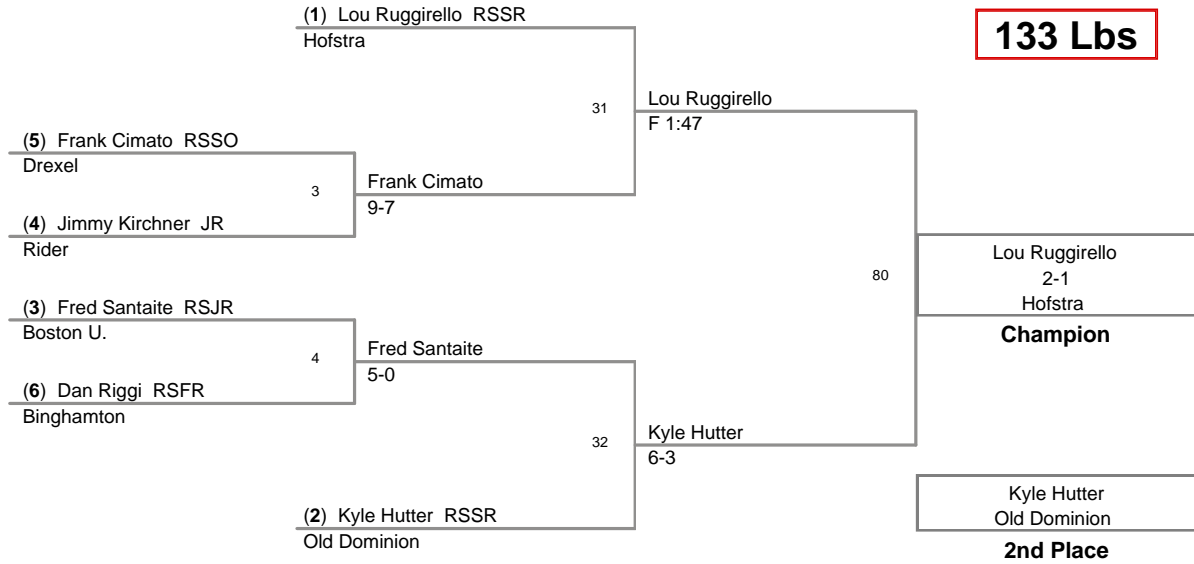 (1) Lou Ruggirello RSSR
Hofstra
133 Lbs
31
Lou Ruggirello
F 1:47
(5) Frank Cimato RSSO
Drexel
3
Frank Cimato
9-7
(4) Jimmy Kirchner JR
Rider
80
Lou Ruggirello
2-1
Hofstra
Champion
(3) Fred Santaite RSJR
Boston U.
4
Fred Santaite
5-0
(6) Dan Riggi RSFR
Binghamton
32
Kyle Hutter
6-3
(2) Kyle Hutter RSSR
Old Dominion
Kyle Hutter
Old Dominion
2nd Place